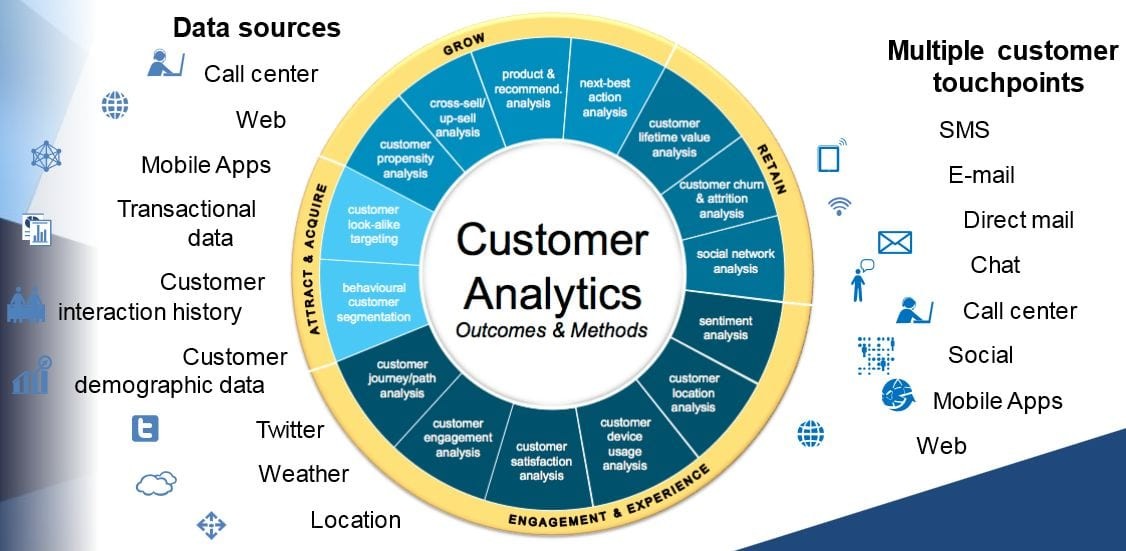 Data sources
Call center
Web
Mobile Apps
Transactional
data
Customer
interaction history
Customer
demographic data
Twitter
Weather
Location
GROW
customer
propensity
analysis
cross-sell/
up-sell
analysis
product &
recommend.
analysis
next-best
action
analysis
RETAIN
customer
lifetime value
analysis
customer churn
& attrition
analysis
social network
analysis
ENGAGEMENT & EXPERIENCE
sentiment
analysis
customer
location
analysis
customer
device
usage
analysis
customer
satisfaction
analysis
customer
engagement
analysis
customer
journey/path
analysis
ATTRACT & ACQUIRE
behavioural
customer
segmentation
customer
look-alike
targeting
Customer
Analytics
Outcomes & Methods
Multiple customer
touchpoints
SMS
E-mail
Direct mail
Chat
Call center
Social
Mobile Apps
Web